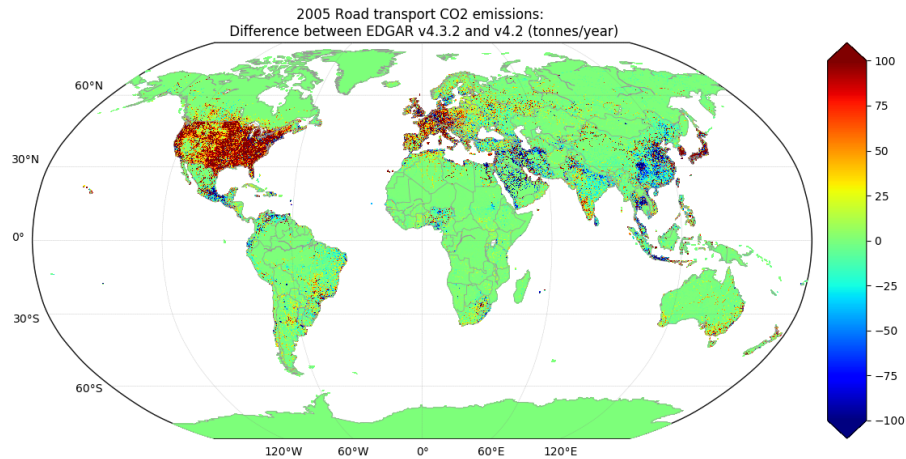 2005 Road transport CO2 emissions:
Difference between EDGAR v4.3.2 and v4.2 (tonnes/year)
60°N
30°N
0°
30°S
60°S
120°W 60°W 0° 60°E 120°E
100
75
50
25
0
−25
−50
−75
−100